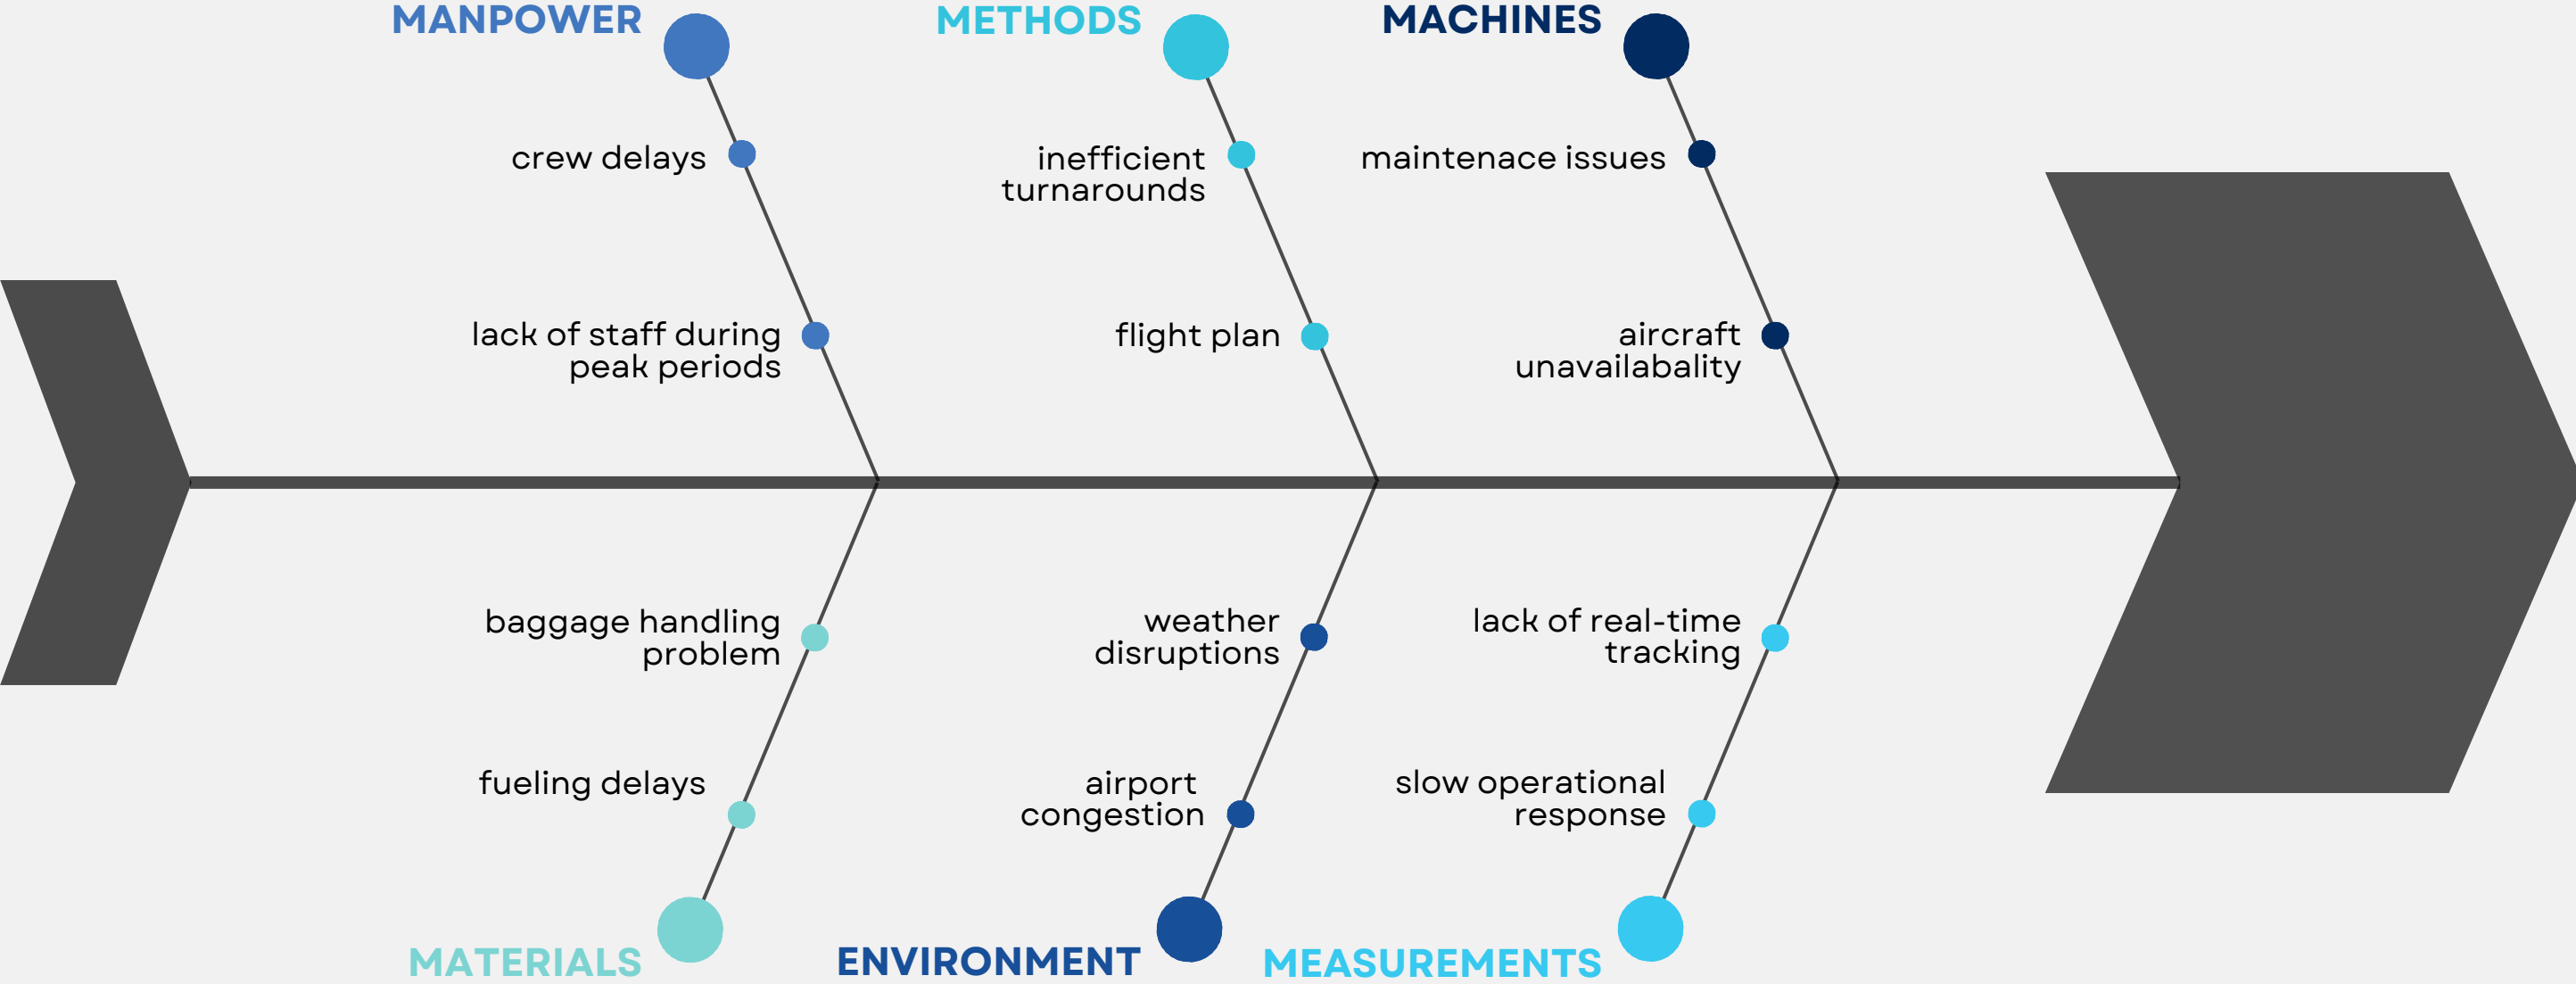 MANPOWER
crew delays
lack of staff during
peak periods
METHODS
inefficient
turnarounds
flight plan
MACHINES
maintenace issues
aircraft
unavailabality
baggage handling
problem
fueling delays
MATERIALS
weather
disruptions
airport
congestion
ENVIRONMENT
lack of real-time
tracking
slow operational
response
MEASUREMENTS